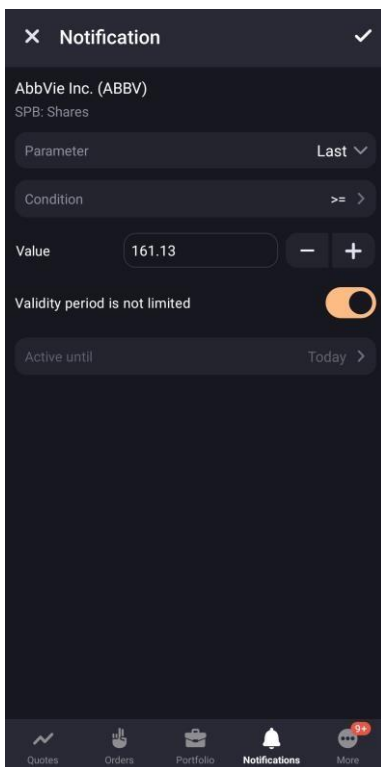 Notification
AbbVie Inc. (ABBV)
SPB: Shares
Parameter Last
Condition >=
Value 161.13 − +
Validity period is not limited
Active until Today
9+
Quotes Orders Portfolio Notifications More